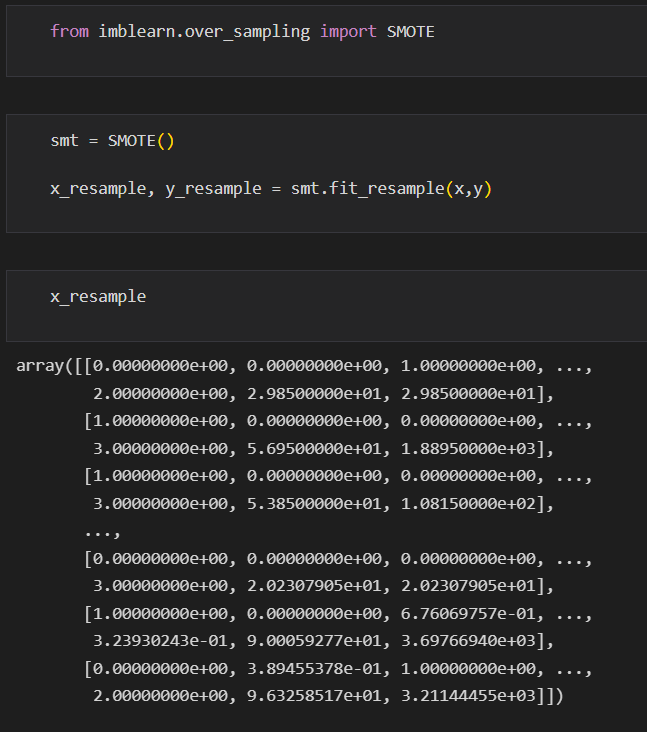 from imblearn.over_sampling import SMOTE
smt = SMOTE()
x_resample, y_resample = smt.fit_resample(x,y)
x_resample
array([[0.00000000e+00, 0.00000000e+00, 1.00000000e+00, ...,
2.00000000e+00, 2.98500000e+01, 2.98500000e+01],
[1.00000000e+00, 0.00000000e+00, 0.00000000e+00, ...,
3.00000000e+00, 5.69500000e+01, 1.88950000e+03],
[1.00000000e+00, 0.00000000e+00, 0.00000000e+00, ...,
3.00000000e+00, 5.38500000e+01, 1.08150000e+02],
...,
[0.00000000e+00, 0.00000000e+00, 0.00000000e+00, ...,
3.00000000e+00, 2.02307905e+01, 2.02307905e+01],
[1.00000000e+00, 0.00000000e+00, 6.76069757e-01, ...,
3.23930243e-01, 9.00059277e+01, 3.69766940e+03],
[0.00000000e+00, 3.89455378e-01, 1.00000000e+00, ...,
2.00000000e+00, 9.63258517e+01, 3.21144455e+03]])